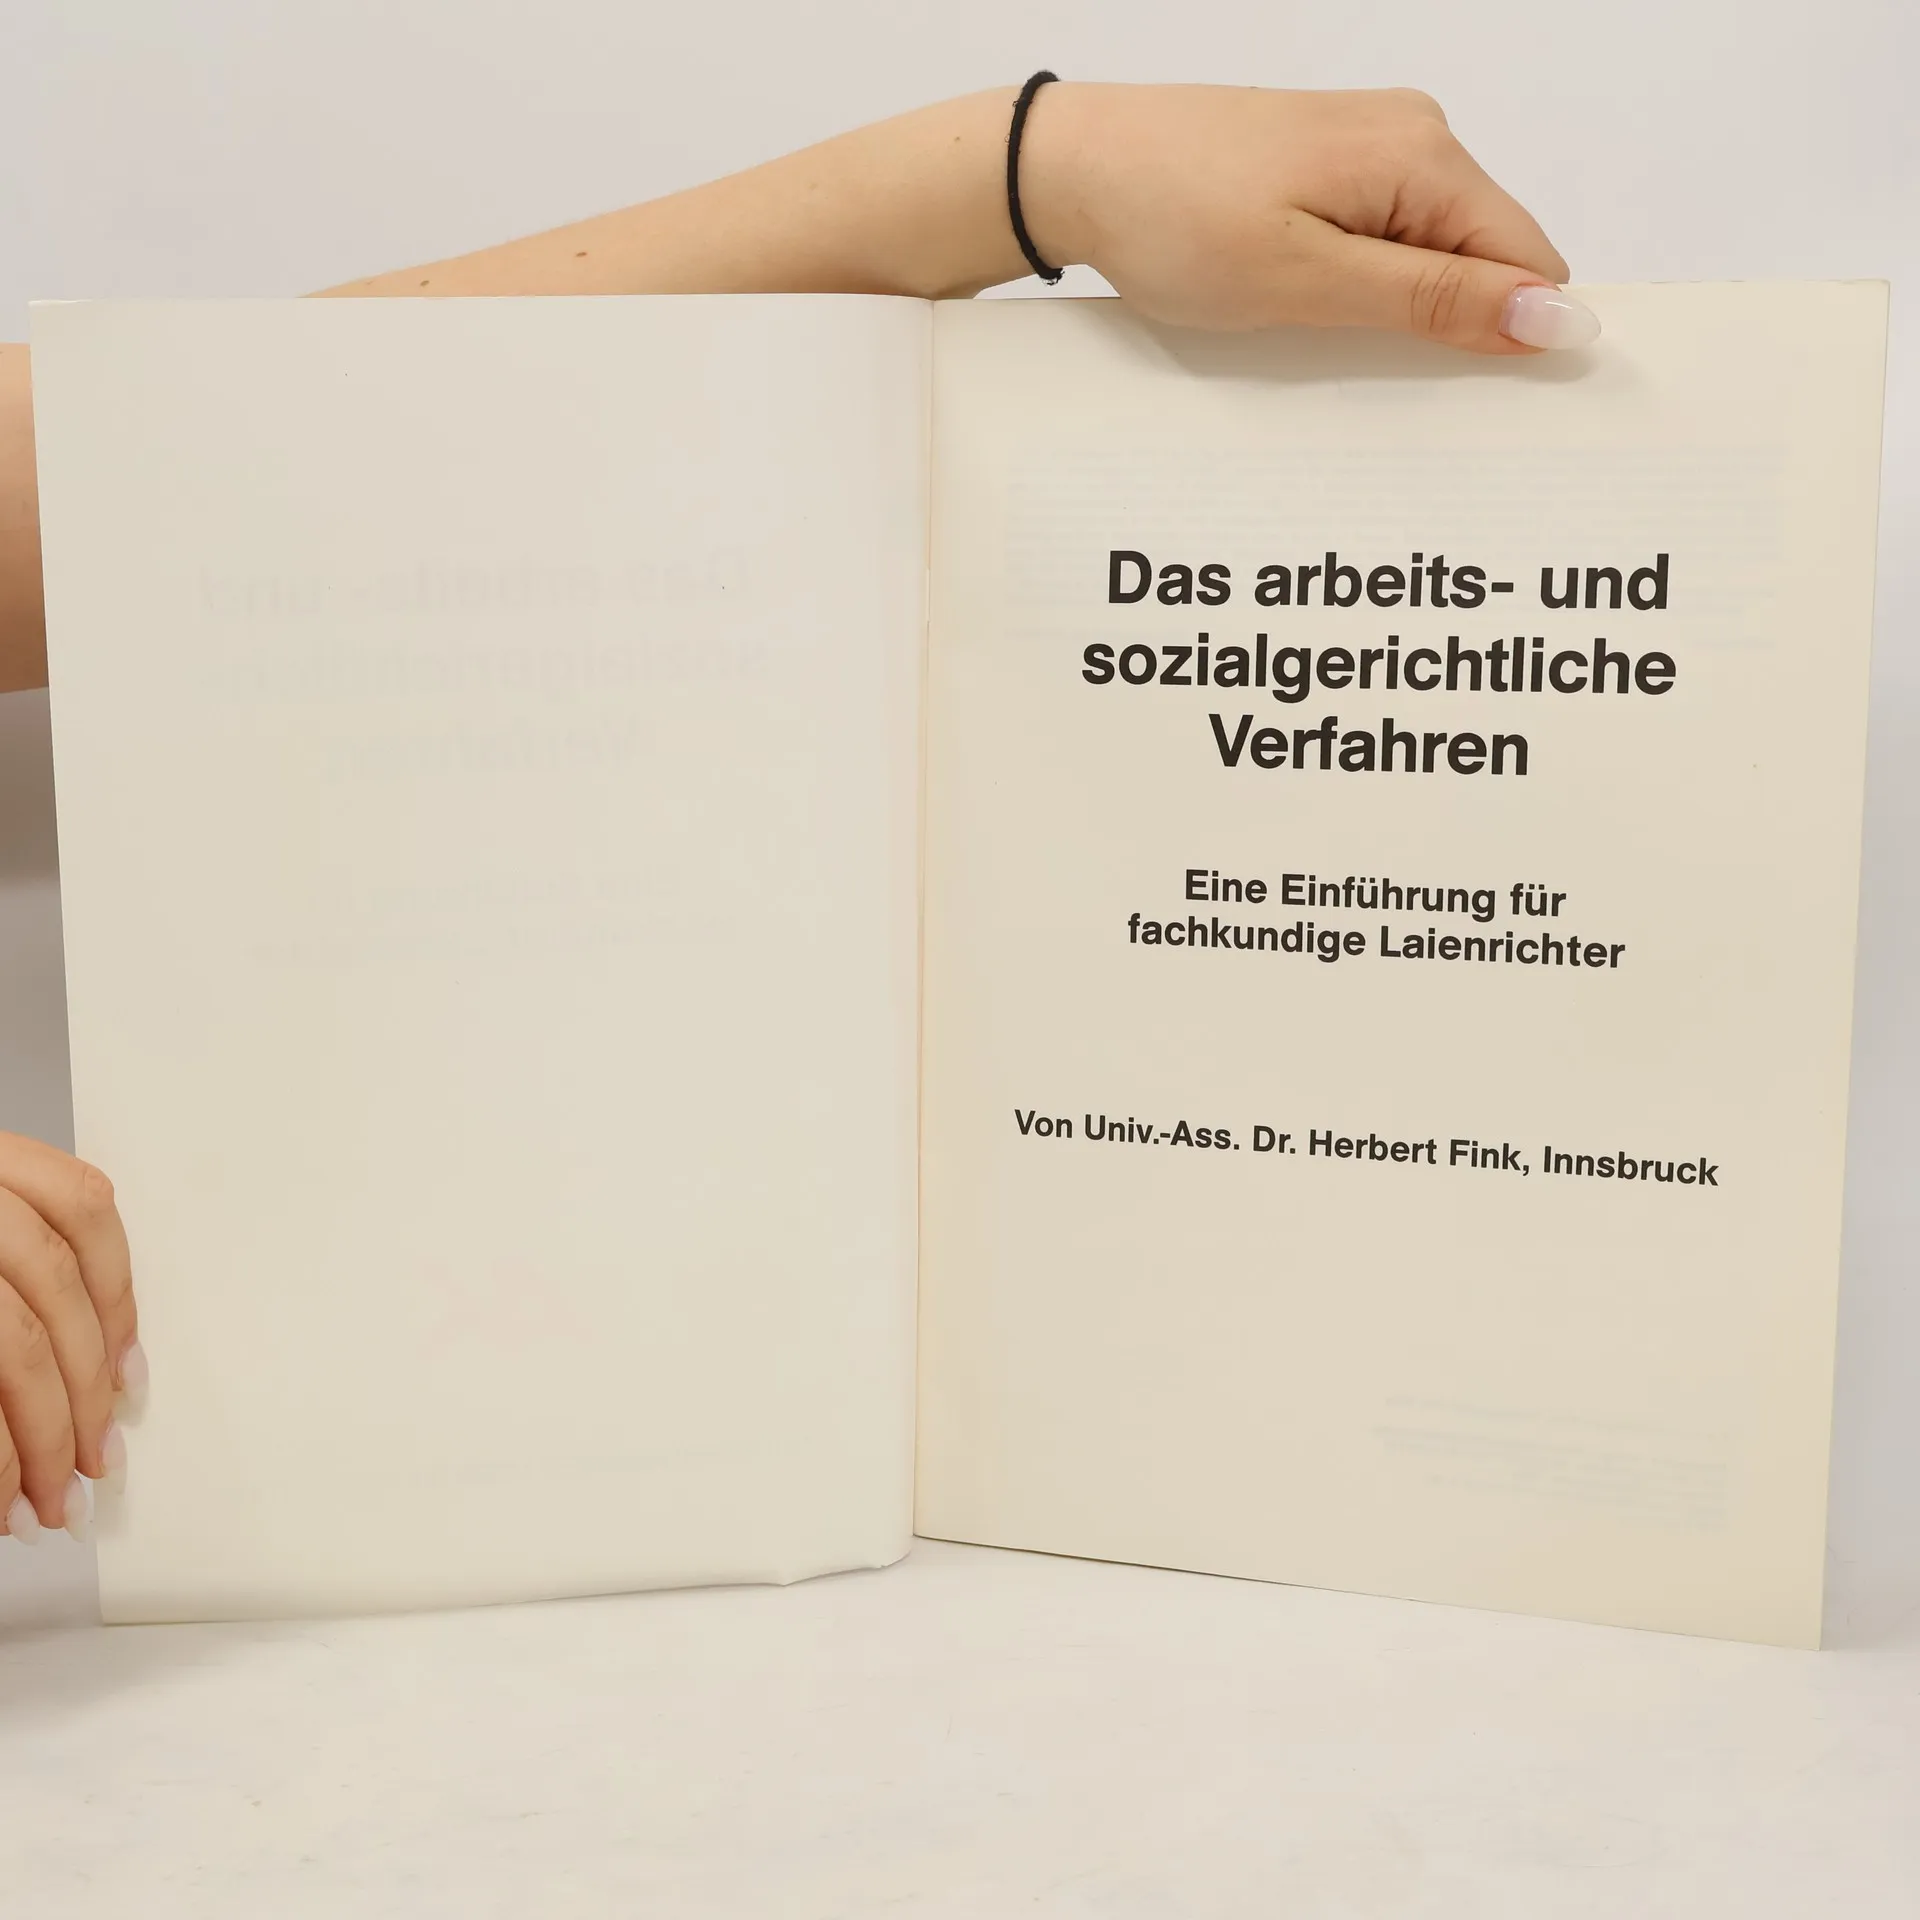 Das arbeits- und
sozialgerichtliche
Verfahren
Eine Einführung für
fachkundige Laienrichter
Von Univ.-Ass. Dr. Herbert Fink, Innsbruck